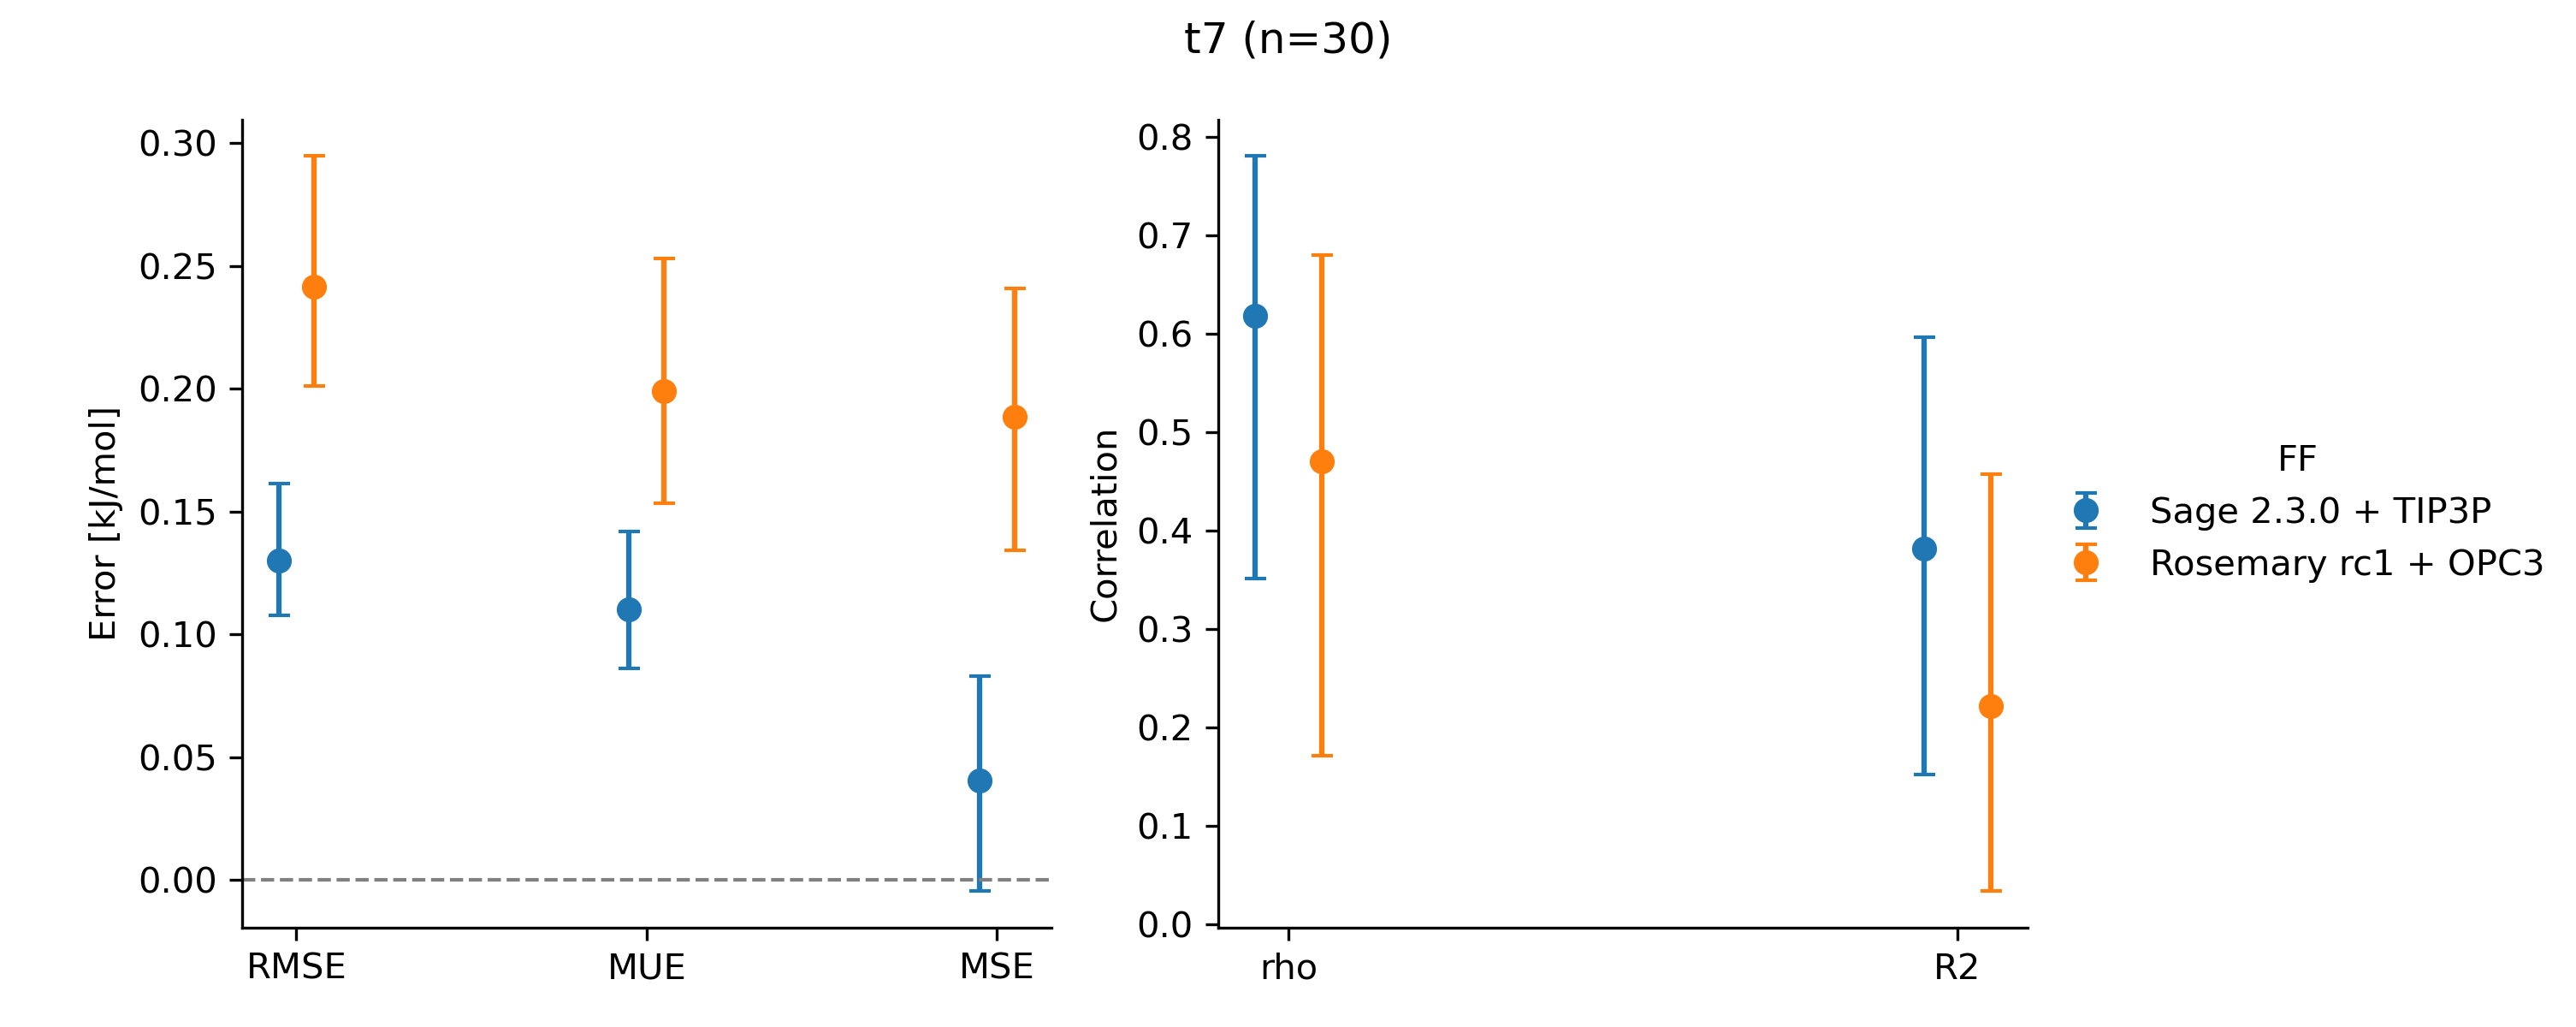 t7 (n=30)
Error [kJ/mol]
0.30
0.25
0.20
0.15
0.10
0.05
0.00
RMSE MUE MSE
Correlation
0.8
0.7
0.6
0.5
0.4
0.3
0.2
0.1
0.0
rho R2
FF
Sage 2.3.0 + TIP3P
Rosemary rc1 + OPC3